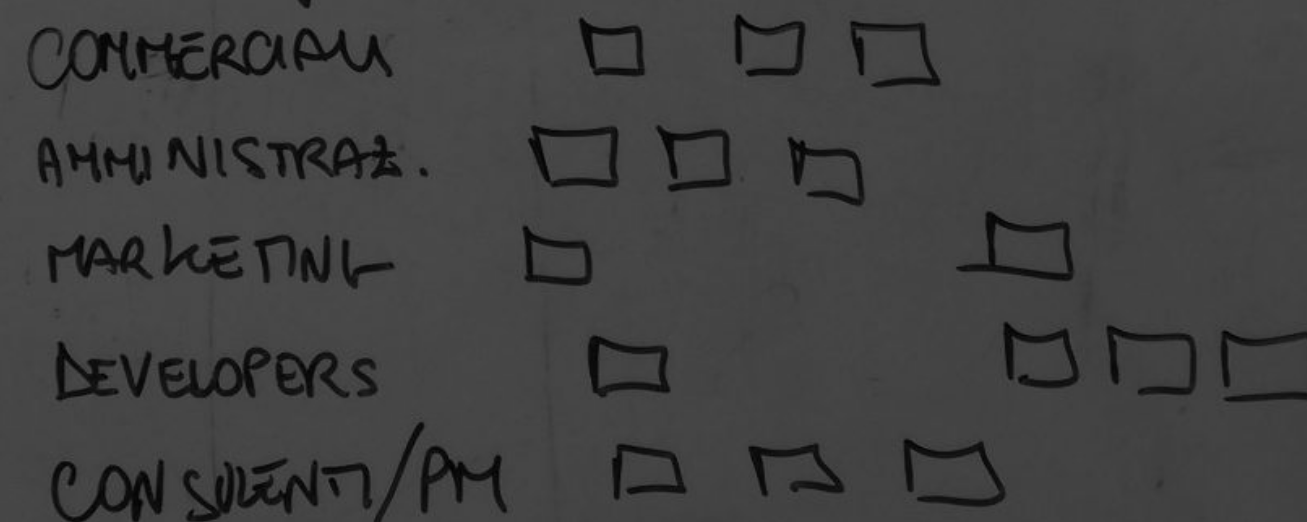 COMMERCIALI
AMMINISTRAZ.
MARKETING
DEVELOPERS
CONSULENTI/PM